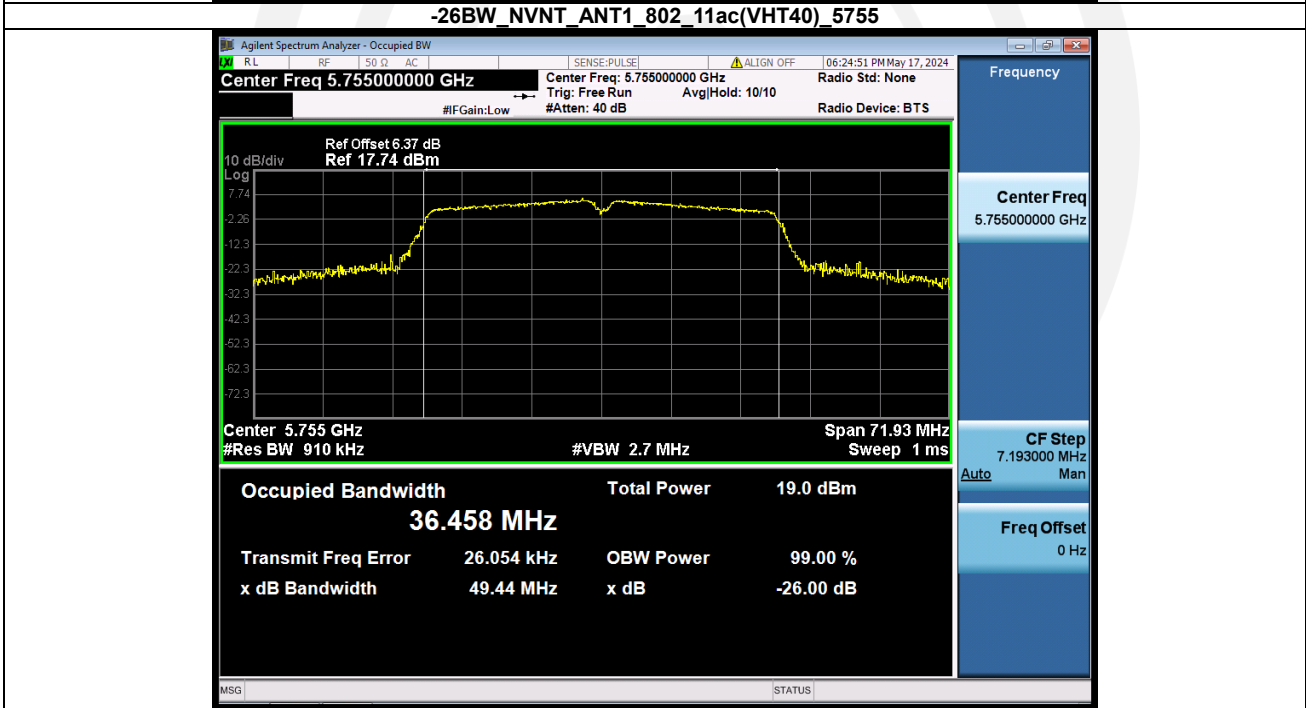 -26BW_NVNT_ANT1_802_11ac(VHT40)_5755
Agilent Spectrum Analyzer - Occupied BW
LXI RL RF 50 Ω AC SENSE:PULSE ALIGN OFF 06:24:51 PM May 17, 2024
Center Freq 5.755000000 GHz
Center Freq: 5.755000000 GHz
Radio Std: None
Trig: Free Run Avg|Hold: 10/10
#IFGain:Low
#Atten: 40 dB
Radio Device: BTS
Ref Offset 6.37 dB
10 dB/div Ref 17.74 dBm
Log
7.74
-2.26
-12.3
-22.3
-32.3
-42.3
-52.3
-62.3
-72.3
Center 5.755 GHz Span 71.93 MHz
#Res BW 910 kHz #VBW 2.7 MHz Sweep 1 ms
Occupied Bandwidth Total Power 19.0 dBm
36.458 MHz
Transmit Freq Error 26.054 kHz OBW Power 99.00 %
x dB Bandwidth 49.44 MHz x dB -26.00 dB
MSG STATUS
Frequency
Center Freq
5.755000000 GHz
CF Step
7.193000 MHz
Auto Man
Freq Offset
0 Hz